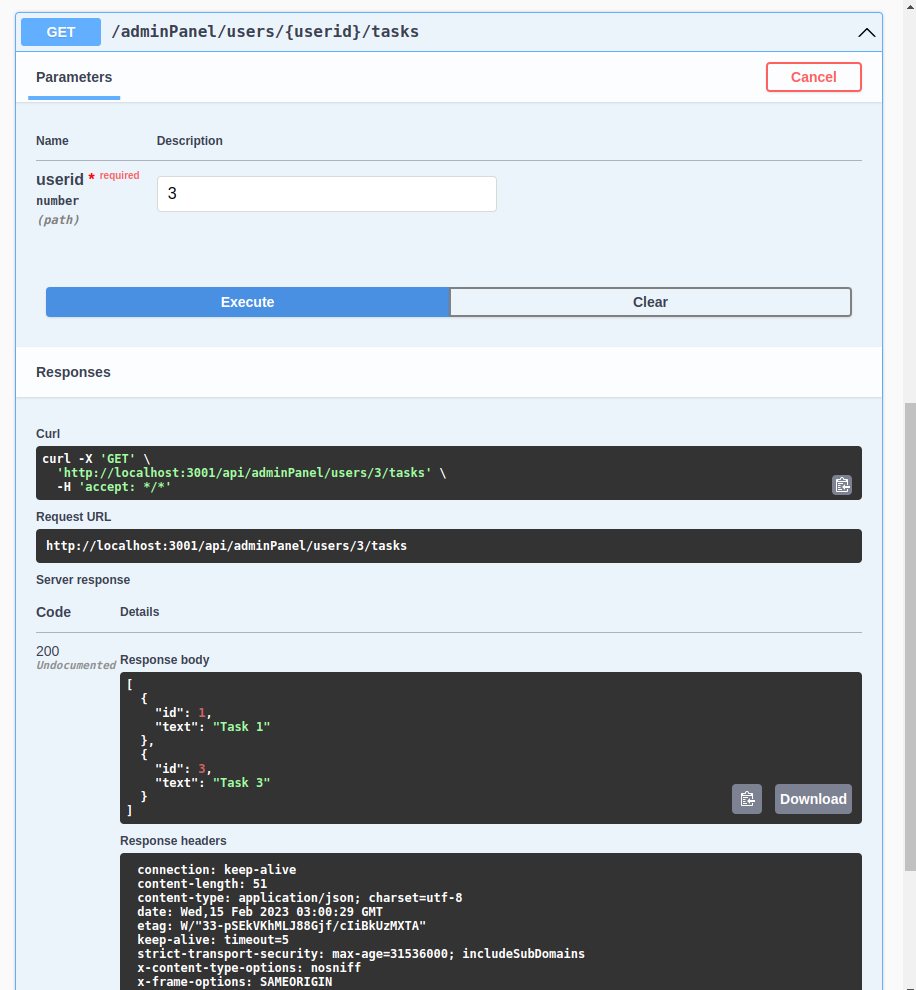 GET /adminPanel/users/{userid}/tasks
Parameters
Cancel
Name Description
userid * required
number
(path)
3
Execute Clear
Responses
Curl
curl -X 'GET' \
'http://localhost:3001/api/adminPanel/users/3/tasks' \
-H 'accept: */*'
Request URL
http://localhost:3001/api/adminPanel/users/3/tasks
Server response
Code Details
200
Undocumented
Response body
[
{
"id": 1,
"text": "Task 1"
},
{
"id": 3,
"text": "Task 3"
}
]
Download
Response headers
connection: keep-alive
content-length: 51
content-type: application/json; charset=utf-8
date: Wed,15 Feb 2023 03:00:29 GMT
etag: W/"33-pSEkVKhMLJ88Gjf/cIiBkUzMXTA"
keep-alive: timeout=5
strict-transport-security: max-age=31536000; includeSubDomains
x-content-type-options: nosniff
x-frame-options: SAMEORIGIN